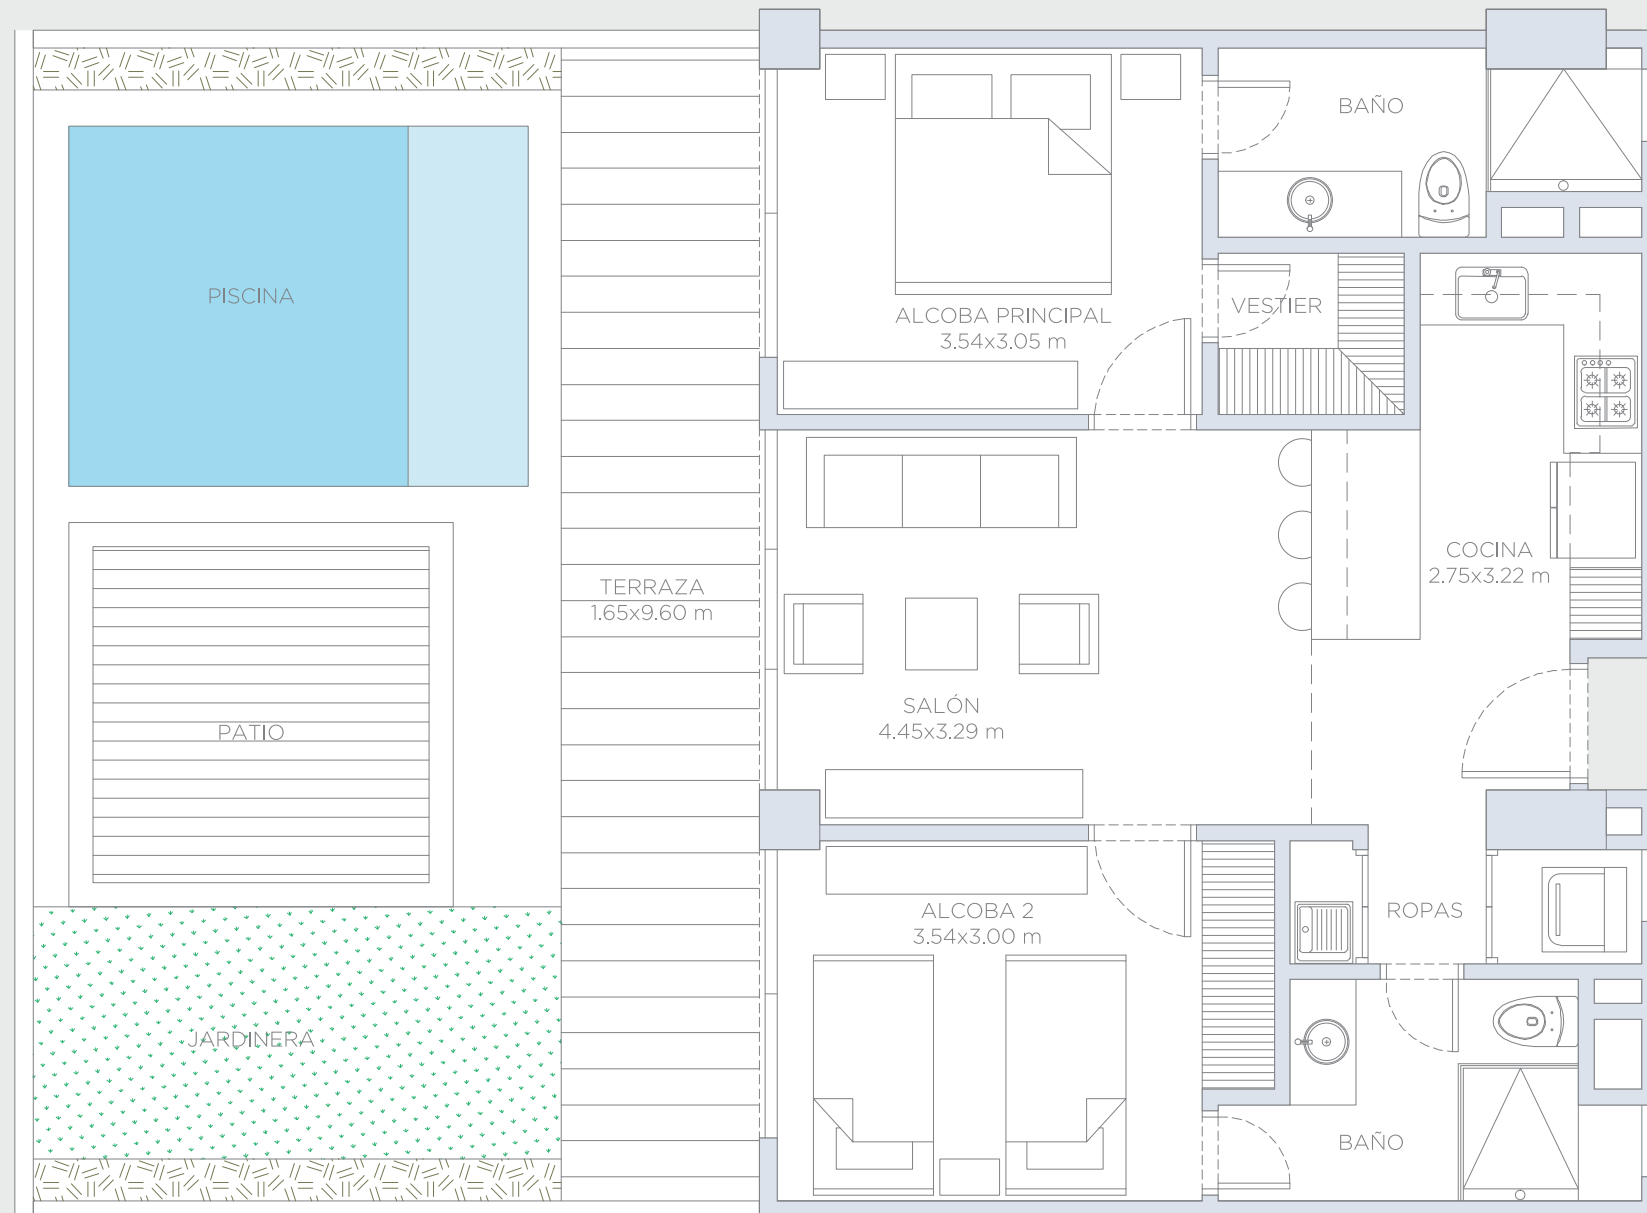 BAÑO
PISCINA
VESTIER
ALCOBA PRINCIPAL
3.54x3.05 m
COCINA
2.75x3.22 m
TERRAZA
1.65x9.60 m
SALÓN
4.45x3.29 m
PATIO
ALCOBA 2
3.54x3.00 m
ROPAS
JARDINERA
BAÑO